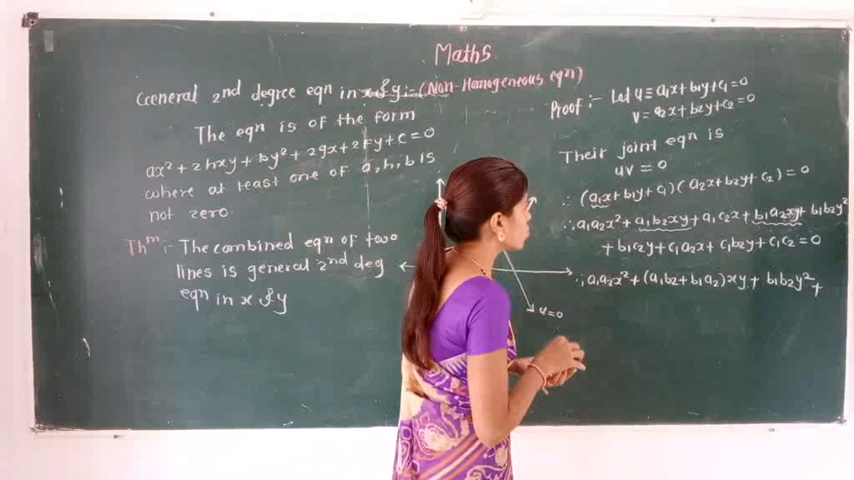 Maths
General 2nd degree eqn in x & y :- (Non-Homogeneous eqn)
The eqn is of the form
ax² + 2hxy + by² + 2gx + 2fy + c = 0
where at least one of a, h, b is
not zero.
Thm :- The combined eqn of two
lines is general 2nd deg
eqn in x & y
u=0
Proof :- Let u ≡ a₁x + b₁y + c₁ = 0
v = a₂x + b₂y + c₂ = 0
Their joint eqn is
uv = 0
∴ (a₁x + b₁y + c₁) (a₂x + b₂y + c₂) = 0
∴ a₁a₂x² + a₁b₂xy + a₁c₂x + b₁a₂xy + b₁b₂y²
+ b₁c₂y + c₁a₂x + c₁b₂y + c₁c₂ = 0
∴ a₁a₂x² + (a₁b₂ + b₁a₂)xy + b₁b₂y² +